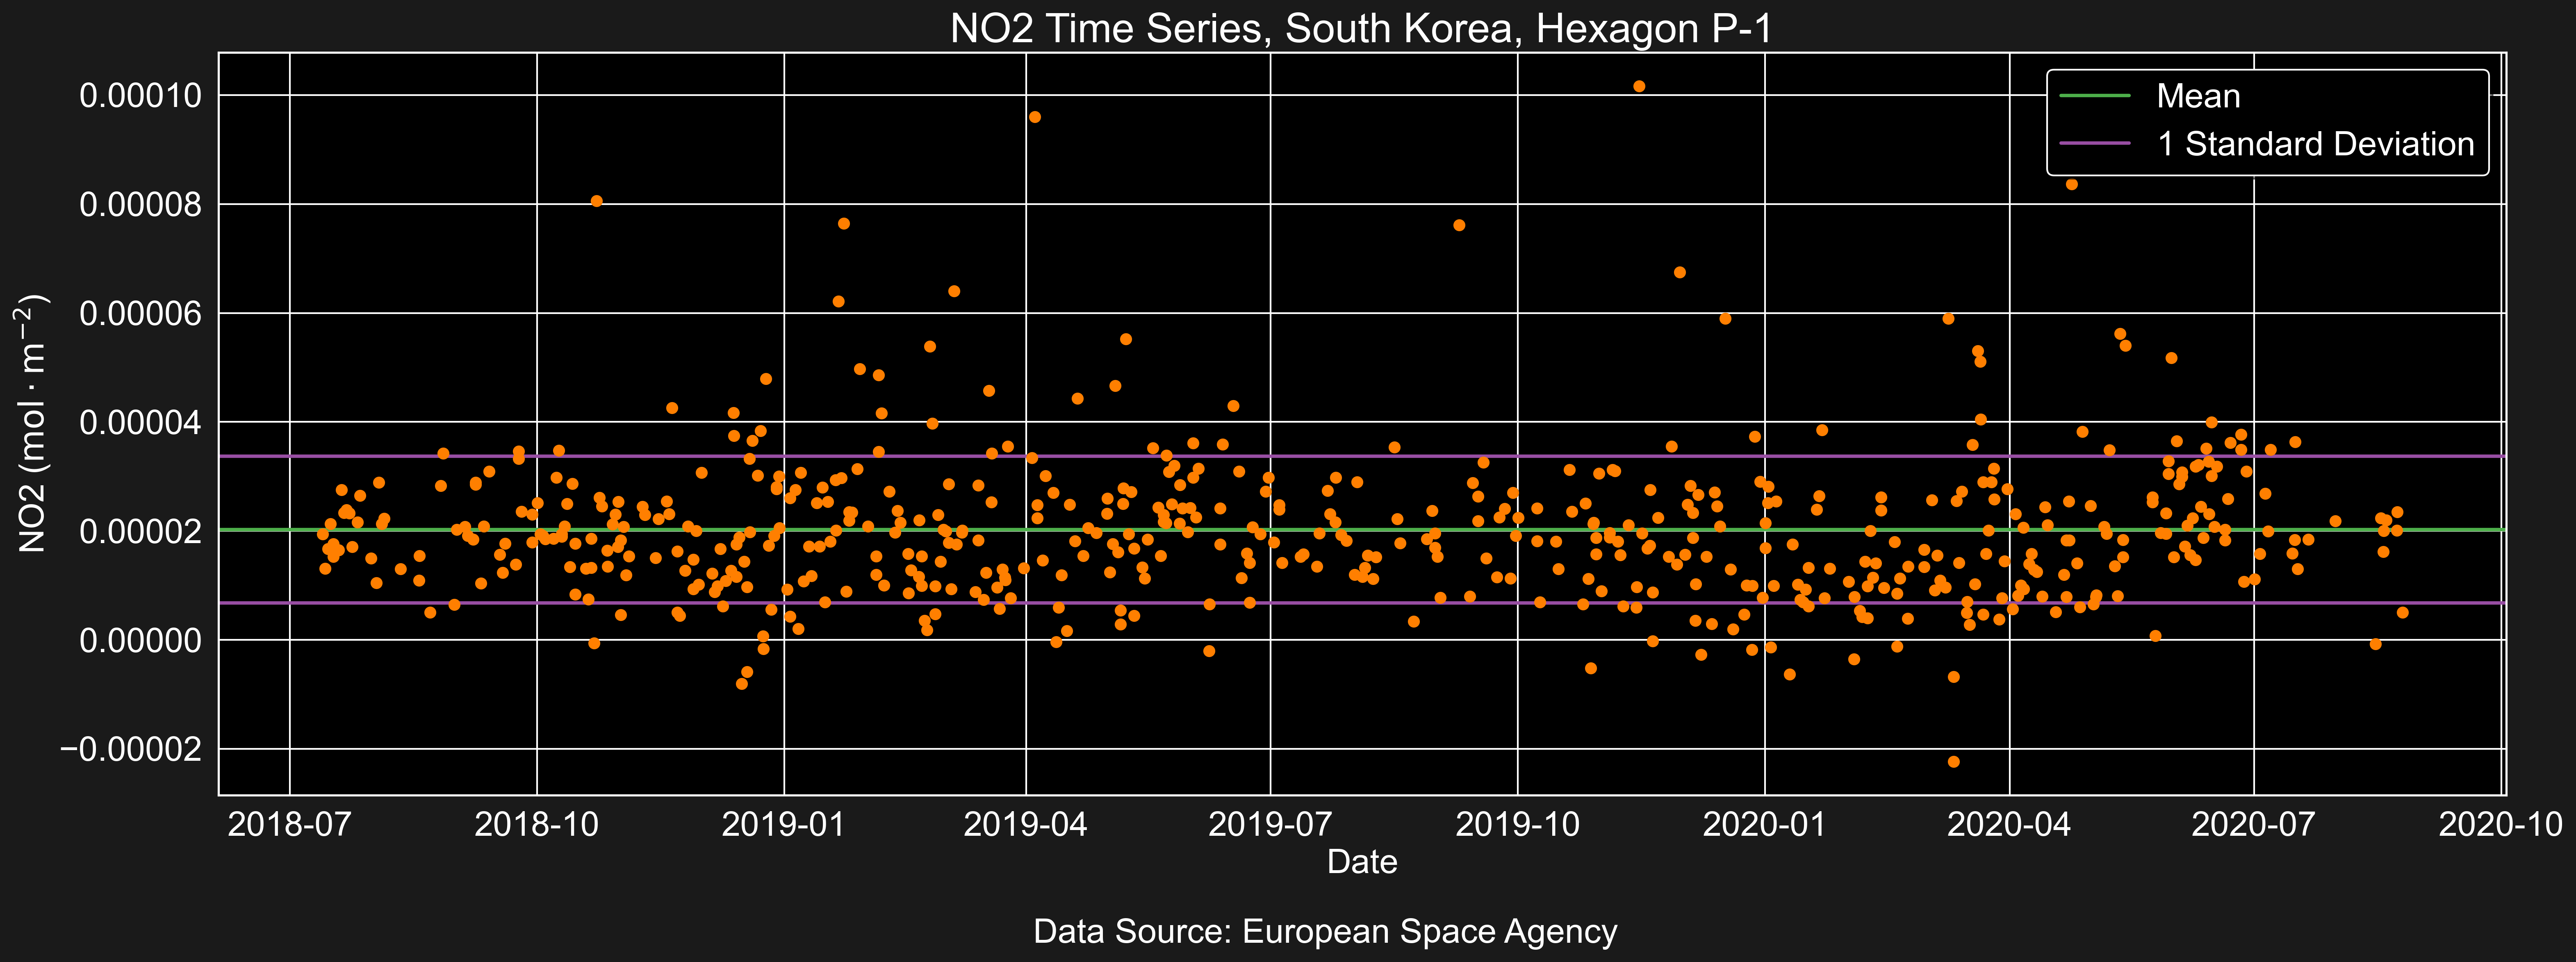 NO2 Time Series, South Korea, Hexagon P-1
0.00010
0.00008
0.00006
0.00004
0.00002
0.00000
−0.00002
NO2 (mol · m⁻²)
Mean
1 Standard Deviation
2018-07 2018-10 2019-01 2019-04 2019-07 2019-10 2020-01 2020-04 2020-07 2020-10
Date
Data Source: European Space Agency